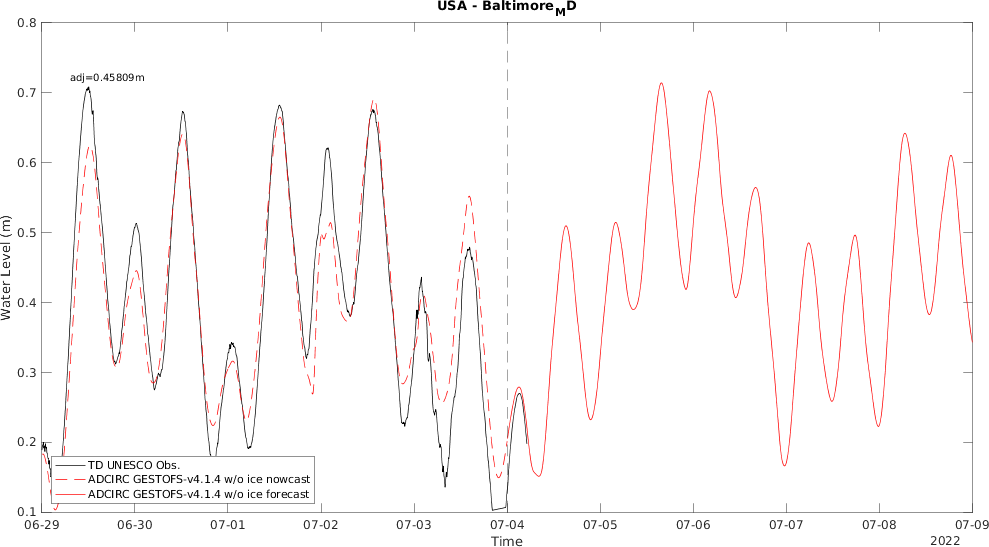 USA - Baltimore_MD
0.8
0.7
0.6
0.5
0.4
0.3
0.2
0.1
Water Level (m)
adj=0.45809m
TD UNESCO Obs.
ADCIRC GESTOFS-v4.1.4 w/o ice nowcast
ADCIRC GESTOFS-v4.1.4 w/o ice forecast
06-29 06-30 07-01 07-02 07-03 07-04 07-05 07-06 07-07 07-08 07-09
Time
2022